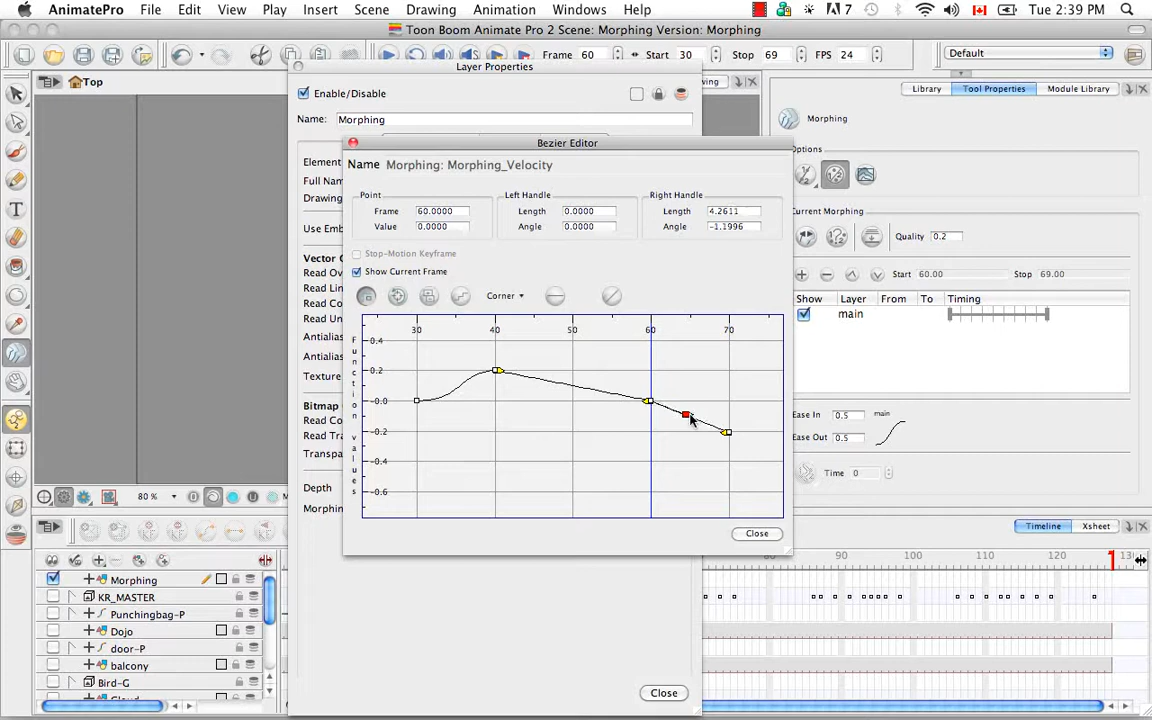 AnimatePro File Edit View Play Insert Scene Drawing Animation Windows Help 7 Tue 2:39 PM
Toon Boom Animate Pro 2 Scene: Morphing Version: Morphing
Frame 60 Start 30 Stop 69 FPS 24 Default
Top
Layer Properties
Library Tool Properties Module Library
Enable/Disable
Name: Morphing
Morphing
Options
Bezier Editor
Name Morphing: Morphing_Velocity
Point Left Handle Right Handle
Frame 60.0000 Length 0.0000 Length 4.2611
Value 0.0000 Angle 0.0000 Angle -1.1996
Stop-Motion Keyframe
Show Current Frame
Corner
30 40 50 60 70
0.4
0.2
-0.0
-0.2
-0.4
-0.6
Function values
Close
Element
Full Nam
Drawing
Use Emb
Vector G
Read Ov
Read Lin
Read Co
Read Un
Antialias
Antialias
Texture
Bitmap
Read Co
Read Tra
Transpa
Depth
Morphin
Close
Current Morphing
Quality 0.2
Start 60.00 Stop 69.00
Show Layer From To Timing
main
Ease In 0.5 main
Ease Out 0.5
Time 0
80 %
Timeline Xsheet
90 100 110 120
Morphing
KR_MASTER
Punchingbag-P
Dojo
door-P
balcony
Bird-G